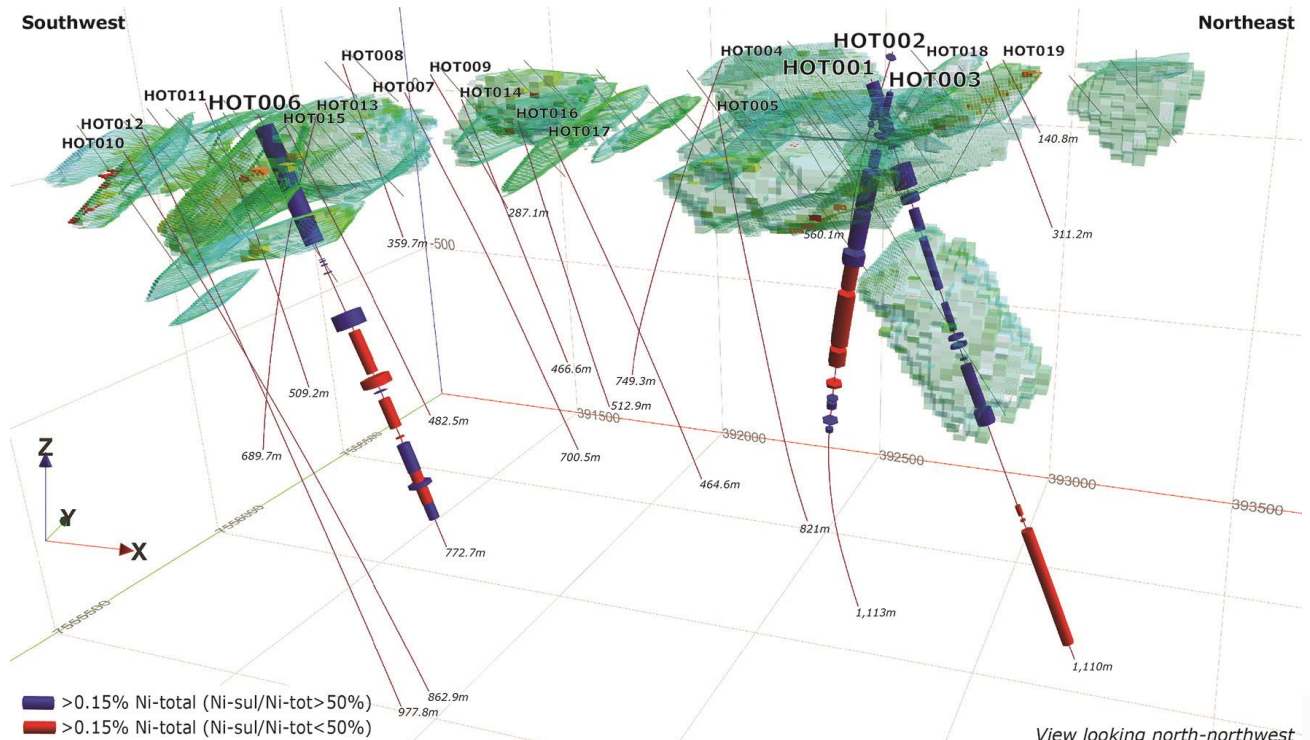 Southwest
Northeast
HOT002
HOT004
HOT018
HOT019
HOT008
HOT009
HOT001
HOT003
HOT007
HOT011
HOT006
HOT013
HOT014
HOT005
HOT015
HOT016
HOT012
HOT017
HOT010
140.8m
287.1m
311.2m
359.7m
-500
560.1m
466.6m
749.3m
509.2m
512.9m
391500
482.5m
392000
689.7m
7556500
700.5m
392500
464.6m
393000
393500
Z
Y
X
7556000
821m
772.7m
7555500
1,113m
1,110m
862.9m
977.8m
>0.15% Ni-total (Ni-sul/Ni-tot>50%)
>0.15% Ni-total (Ni-sul/Ni-tot<50%)
View looking north-northwest